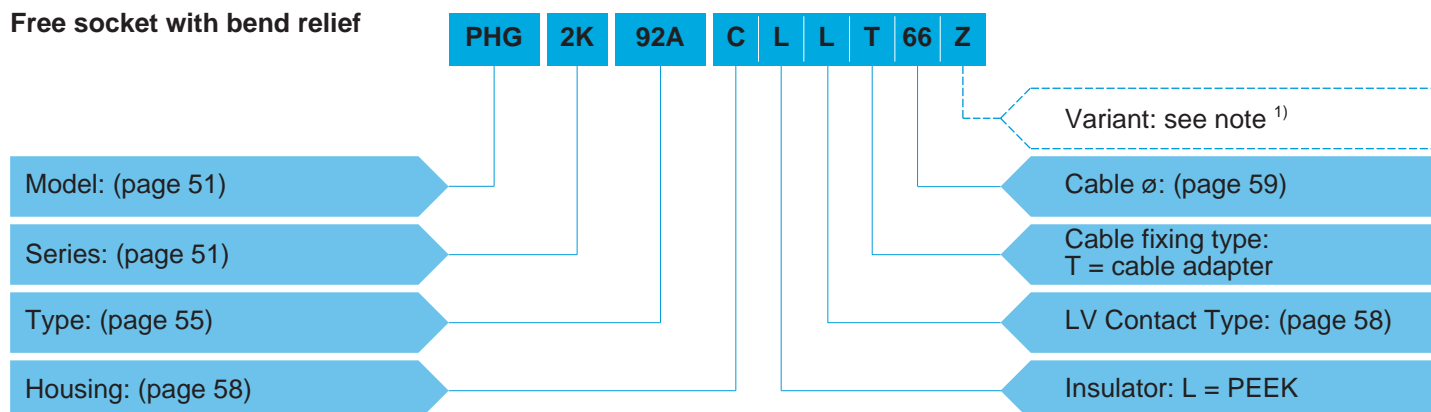 Free socket with bend relief
PHG 2K 92A C L L T 66 Z
Variant: see note 1)
Model: (page 51)
Cable ø: (page 59)
Series: (page 51)
Cable fixing type:
T = cable adapter
Type: (page 55)
LV Contact Type: (page 58)
Housing: (page 58)
Insulator: L = PEEK